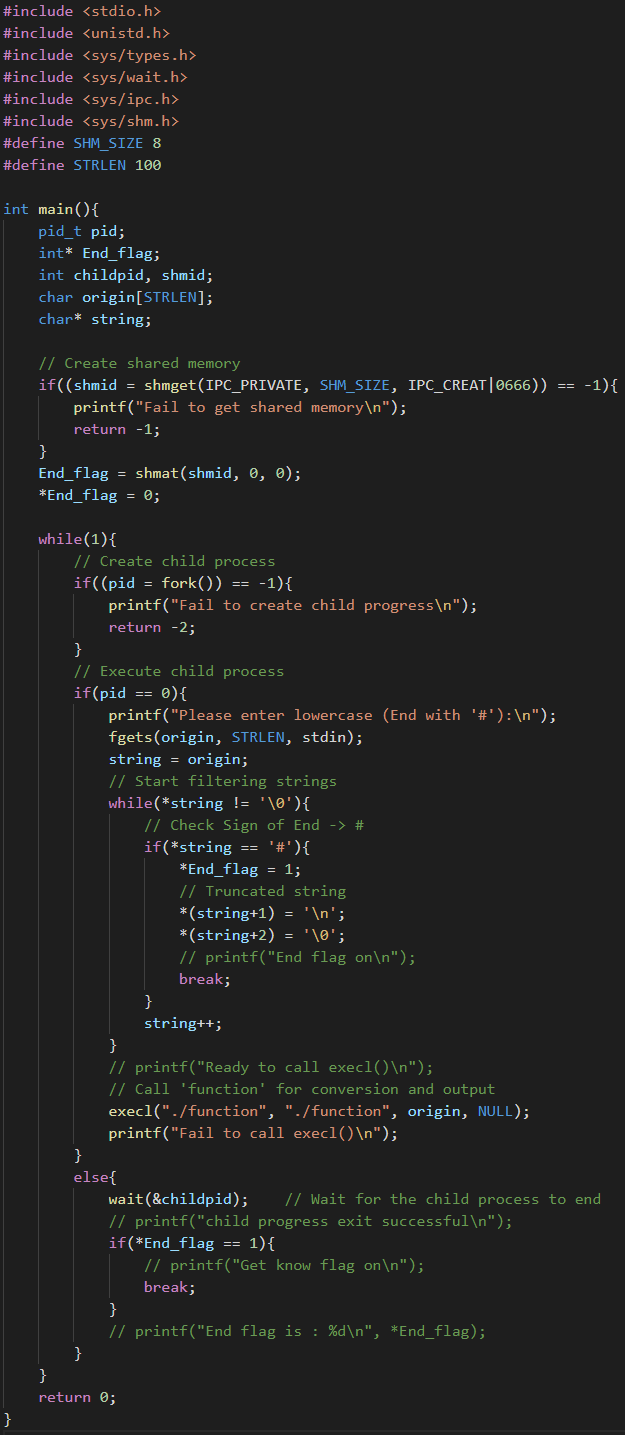 #include <stdio.h>
#include <unistd.h>
#include <sys/types.h>
#include <sys/wait.h>
#include <sys/ipc.h>
#include <sys/shm.h>
#define SHM_SIZE 8
#define STRLEN 100

int main(){
    pid_t pid;
    int* End_flag;
    int childpid, shmid;
    char origin[STRLEN];
    char* string;

    // Create shared memory
    if((shmid = shmget(IPC_PRIVATE, SHM_SIZE, IPC_CREAT|0666)) == -1){
        printf("Fail to get shared memory\n");
        return -1;
    }
    End_flag = shmat(shmid, 0, 0);
    *End_flag = 0;

    while(1){
        // Create child process
        if((pid = fork()) == -1){
            printf("Fail to create child progress\n");
            return -2;
        }
        // Execute child process
        if(pid == 0){
            printf("Please enter lowercase (End with '#'):\n");
            fgets(origin, STRLEN, stdin);
            string = origin;
            // Start filtering strings
            while(*string != '\0'){
                // Check Sign of End -> #
                if(*string == '#'){
                    *End_flag = 1;
                    // Truncated string
                    *(string+1) = '\n';
                    *(string+2) = '\0';
                    // printf("End flag on\n");
                    break;
                }
                string++;
            }
            // printf("Ready to call execl()\n");
            // Call 'function' for conversion and output
            execl("./function", "./function", origin, NULL);
            printf("Fail to call execl()\n");
        }
        else{
            wait(&childpid);    // Wait for the child process to end
            // printf("child progress exit successful\n");
            if(*End_flag == 1){
                // printf("Get know flag on\n");
                break;
            }
            // printf("End flag is : %d\n", *End_flag);
        }
    }
    return 0;
}